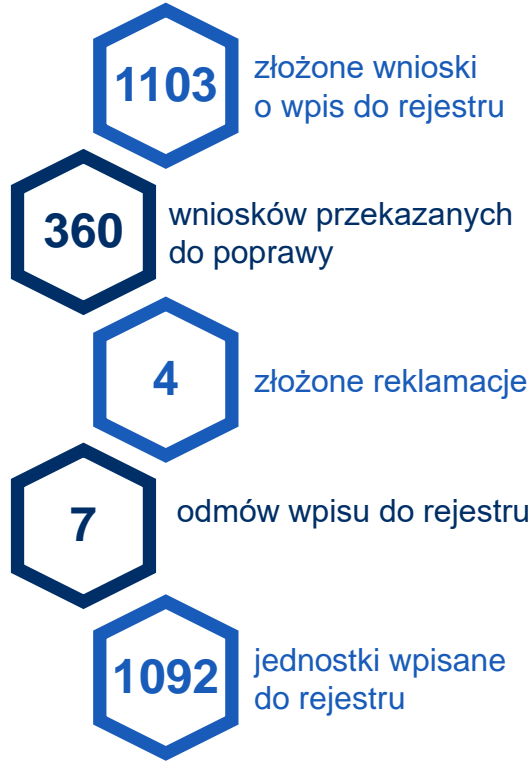 1103
złożone wnioski
o wpis do rejestru
360
wniosków przekazanych
do poprawy
4
złożone reklamacje
7
odmów wpisu do rejestru
1092
jednostki wpisane
do rejestru